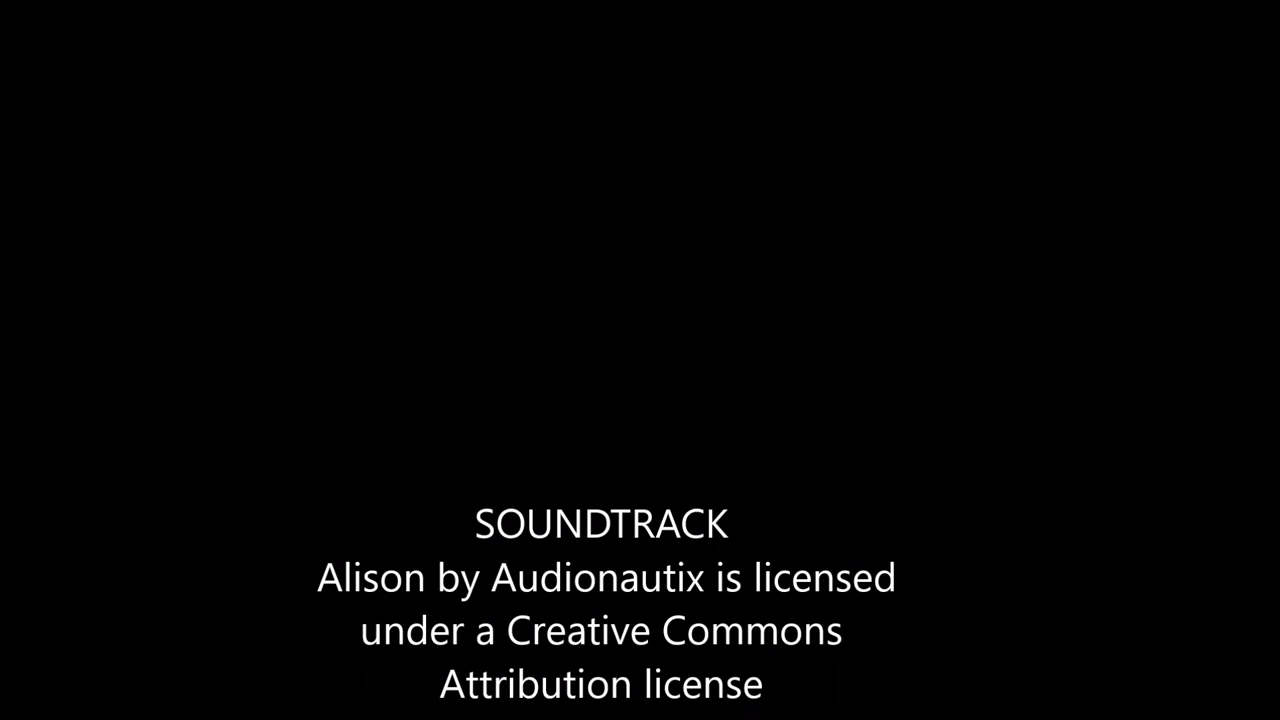 SOUNDTRACK
Alison by Audionautix is licensed
under a Creative Commons
Attribution license